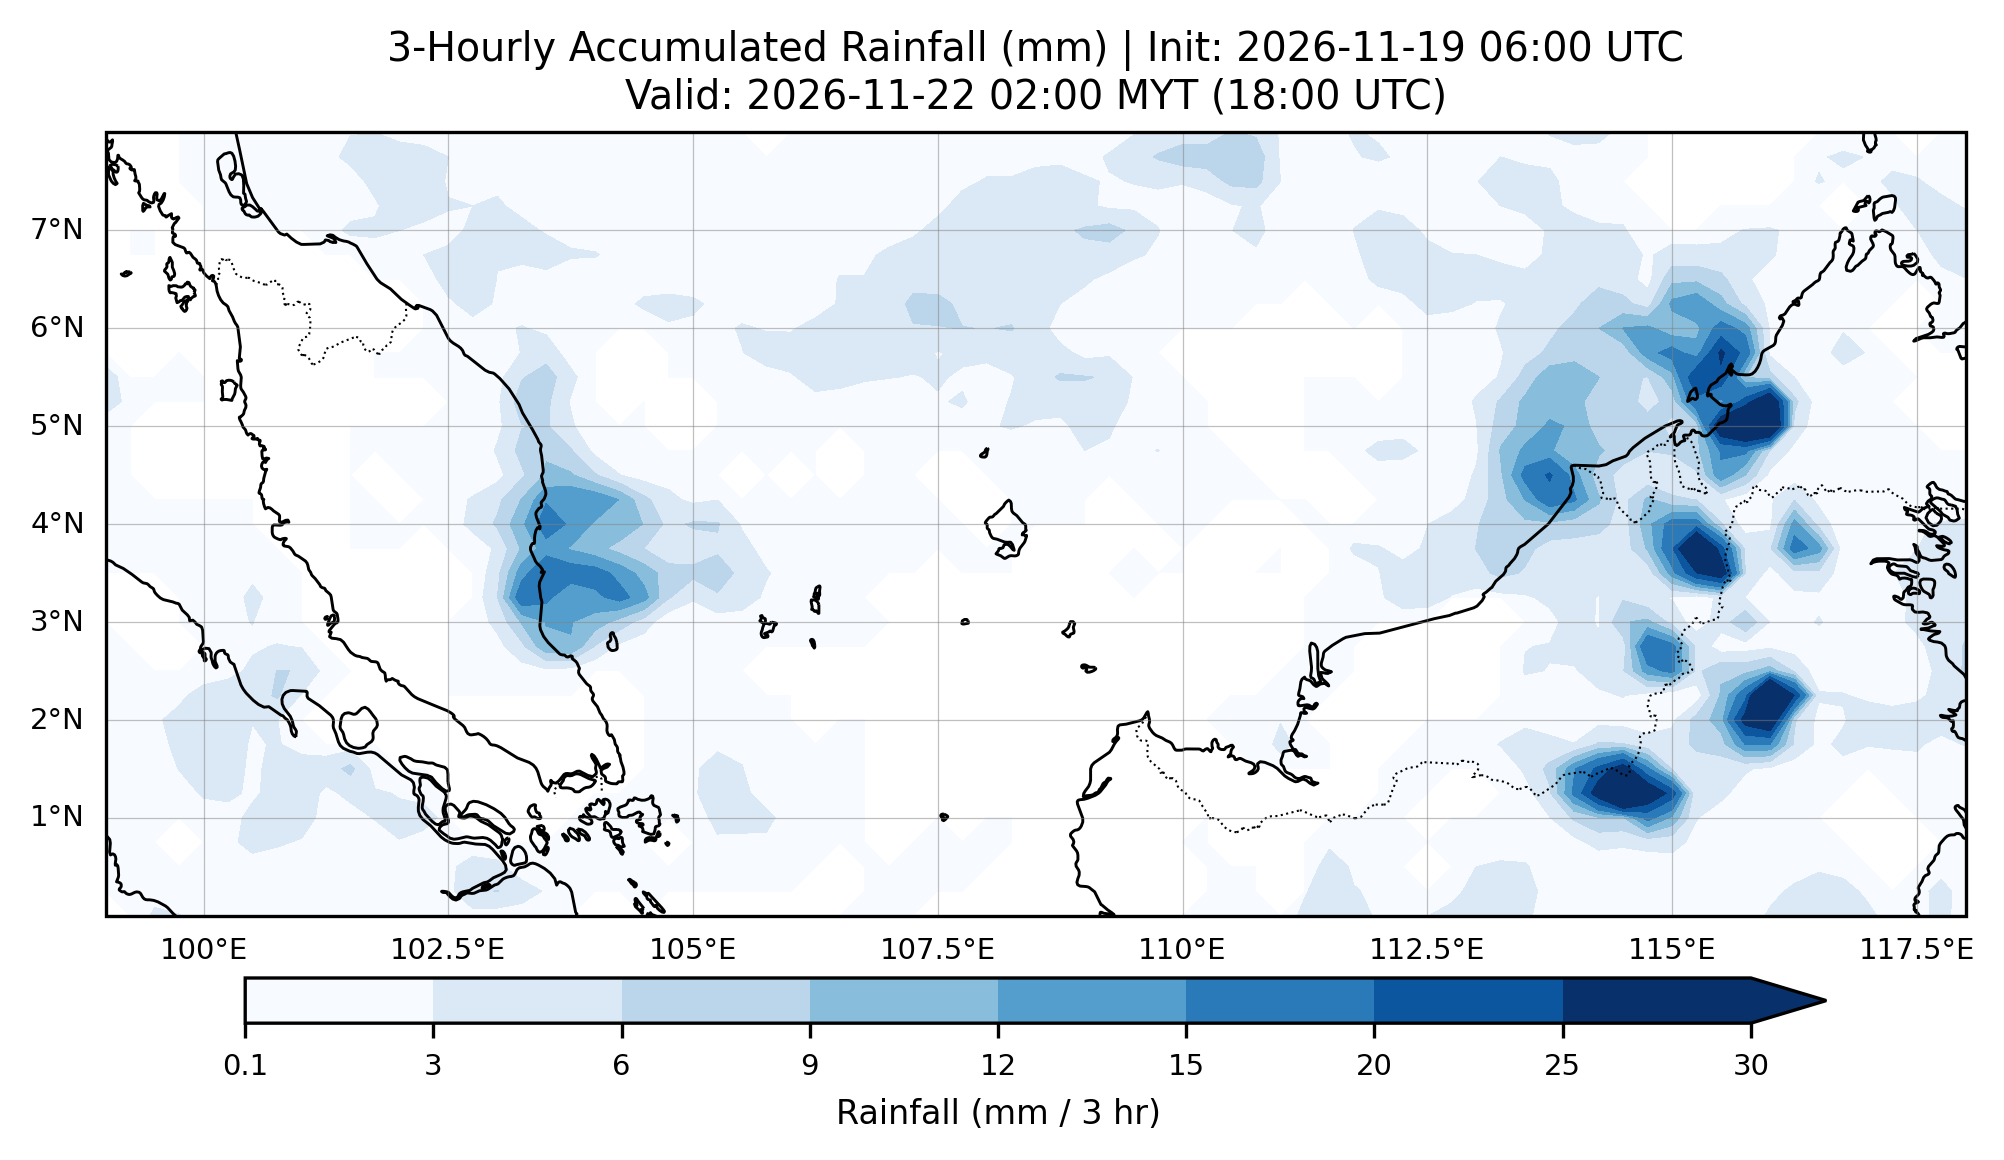 3-Hourly Accumulated Rainfall (mm) | Init: 2026-11-19 06:00 UTC
Valid: 2026-11-22 02:00 MYT (18:00 UTC)
7°N
6°N
5°N
4°N
3°N
2°N
1°N
100°E 102.5°E 105°E 107.5°E 110°E 112.5°E 115°E 117.5°E
0.1 3 6 9 12 15 20 25 30
Rainfall (mm / 3 hr)